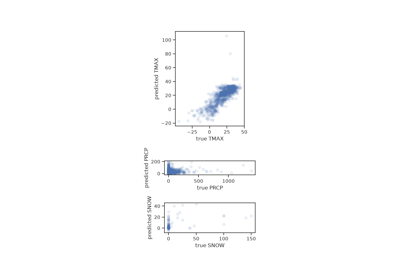 100
80
60
40
20
0
−20
predicted TMAX
−25 0 25 50
true TMAX
200
0
predicted PRCP
0 500 1000
true PRCP
40
20
0
predicted SNOW
0 50 100 150
true SNOW